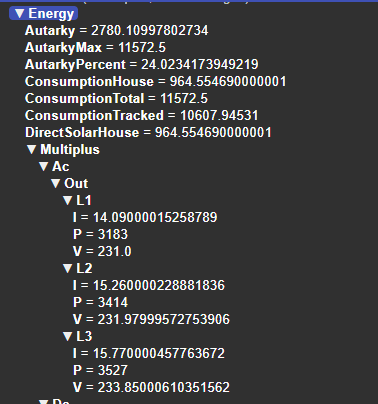 ▼ Energy
Autarky = 2780.10997802734
AutarkyMax = 11572.5
AutarkyPercent = 24.0234173949219
ConsumptionHouse = 964.554690000001
ConsumptionTotal = 11572.5
ConsumptionTracked = 10607.94531
DirectSolarHouse = 964.554690000001
▼ Multiplus
▼ Ac
▼ Out
▼ L1
I = 14.09000015258789
P = 3183
V = 231.0
▼ L2
I = 15.260000228881836
P = 3414
V = 231.97999572753906
▼ L3
I = 15.770000457763672
P = 3527
V = 233.85000610351562